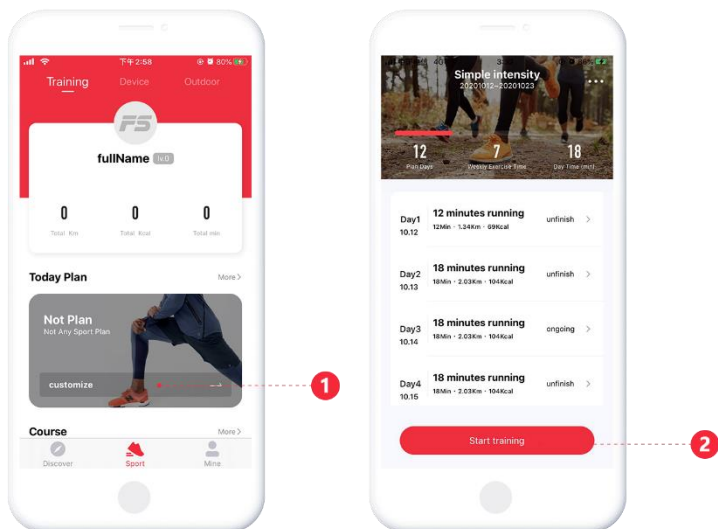 下午2:58
80%
Training
Device
Outdoor
FS
fullName lv.0
0
0
0
Total Km
Total Kcal
Total min
Today Plan
More >
Not Plan
Not Any Sport Plan
customize
1
Course
More >
Discover
Sport
Mine
Simple intensity
20201012~20201023
12
7
18
Plan Days
Weekly Exercise Time
Day Time (min)
Day1
12 minutes running
unfinish
10.12
12Min · 1.34Km · 69Kcal
Day2
18 minutes running
unfinish
10.13
18Min · 2.03Km · 104Kcal
Day3
18 minutes running
ongoing
10.14
18Min · 2.03Km · 104Kcal
Day4
18 minutes running
unfinish
10.15
18Min · 2.03Km · 104Kcal
Start training
2